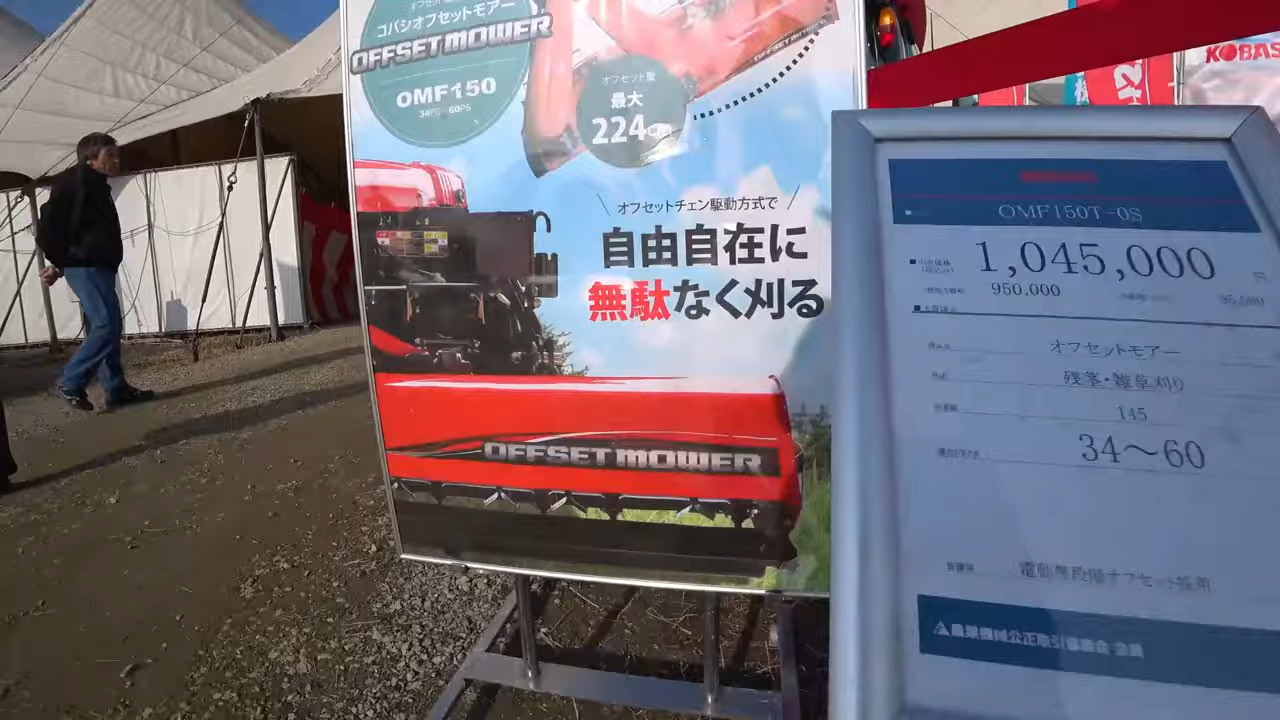 コバシオフセットモアー
OFFSET MOWER
OMF150
34PS~60PS
オフセット量
最大
224cm
オフセットチェン駆動方式で
自由自在に
無駄なく刈る
OFFSET MOWER
KOBAS
OMF150T-0S
1,045,000
円
950,000
95,000
オフセットモアー
残茎・雑草刈り
145
34～60
電動無段階オフセット採用
農業機械公正取引協議会 会員